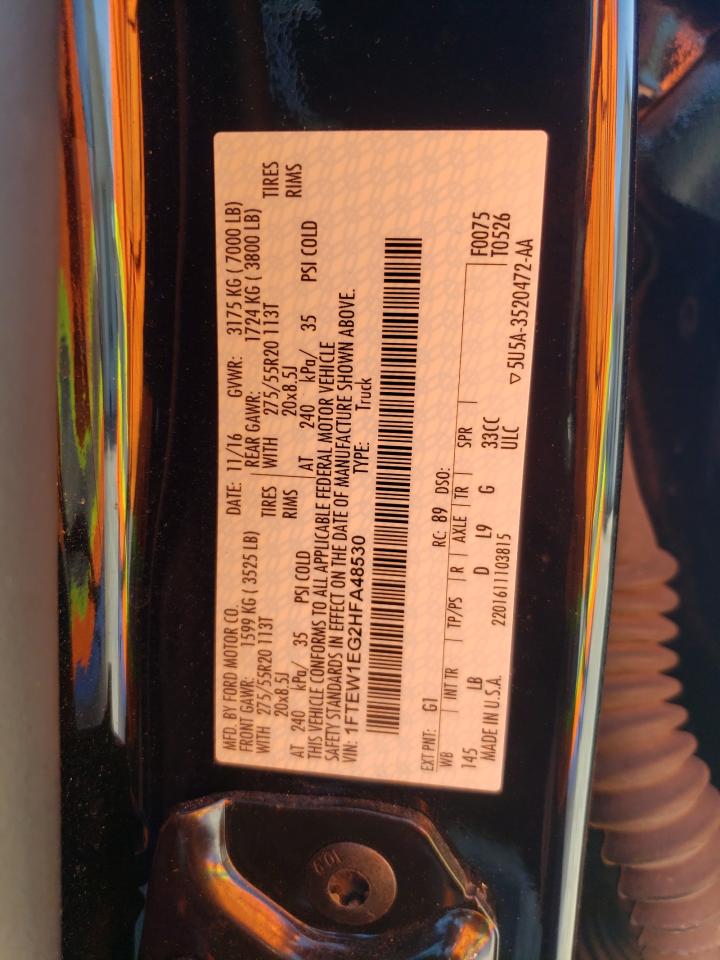 MFD. BY FORD MOTOR CO.
DATE: 11/16 GVWR: 3175 KG ( 7000 LB)
FRONT GAWR: 1599 KG ( 3525 LB) REAR GAWR: 1724 KG ( 3800 LB)
WITH 275/55R20 113T TIRES WITH 275/55R20 113T TIRES
20x8.5J RIMS 20x8.5J RIMS
AT 240 kPa/ 35 PSI COLD AT 240 kPa/ 35 PSI COLD
THIS VEHICLE CONFORMS TO ALL APPLICABLE FEDERAL MOTOR VEHICLE
SAFETY STANDARDS IN EFFECT ON THE DATE OF MANUFACTURE SHOWN ABOVE.
VIN: 1FTEW1EG2HFA48530 TYPE: Truck
EXT PNT: G1 RC: 89 DSO: F0075
WB INT TR TP/PS R AXLE TR SPR T0526
145 LB D L9 G 33CC
MADE IN U.S.A. 2201611103815 ULC
▽5U5A-3520472-AA
10.9